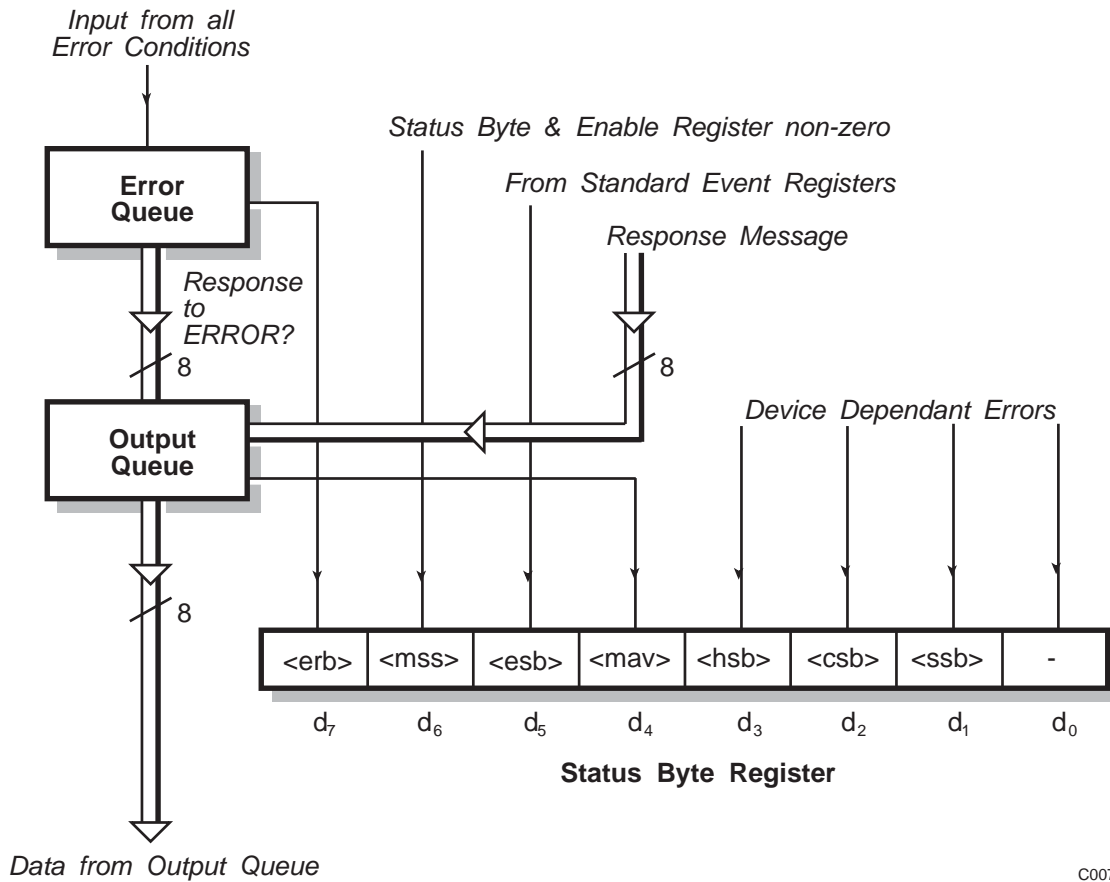 Input from all
Error Conditions
Status Byte & Enable Register non-zero
Error
Queue
From Standard Event Registers
Response Message
Response
to
ERROR?
8
8
Device Dependant Errors
Output
Queue
8
<erb> <mss> <esb> <mav> <hsb> <csb> <ssb> -
d7 d6 d5 d4 d3 d2 d1 d0
Status Byte Register
Data from Output Queue
C007